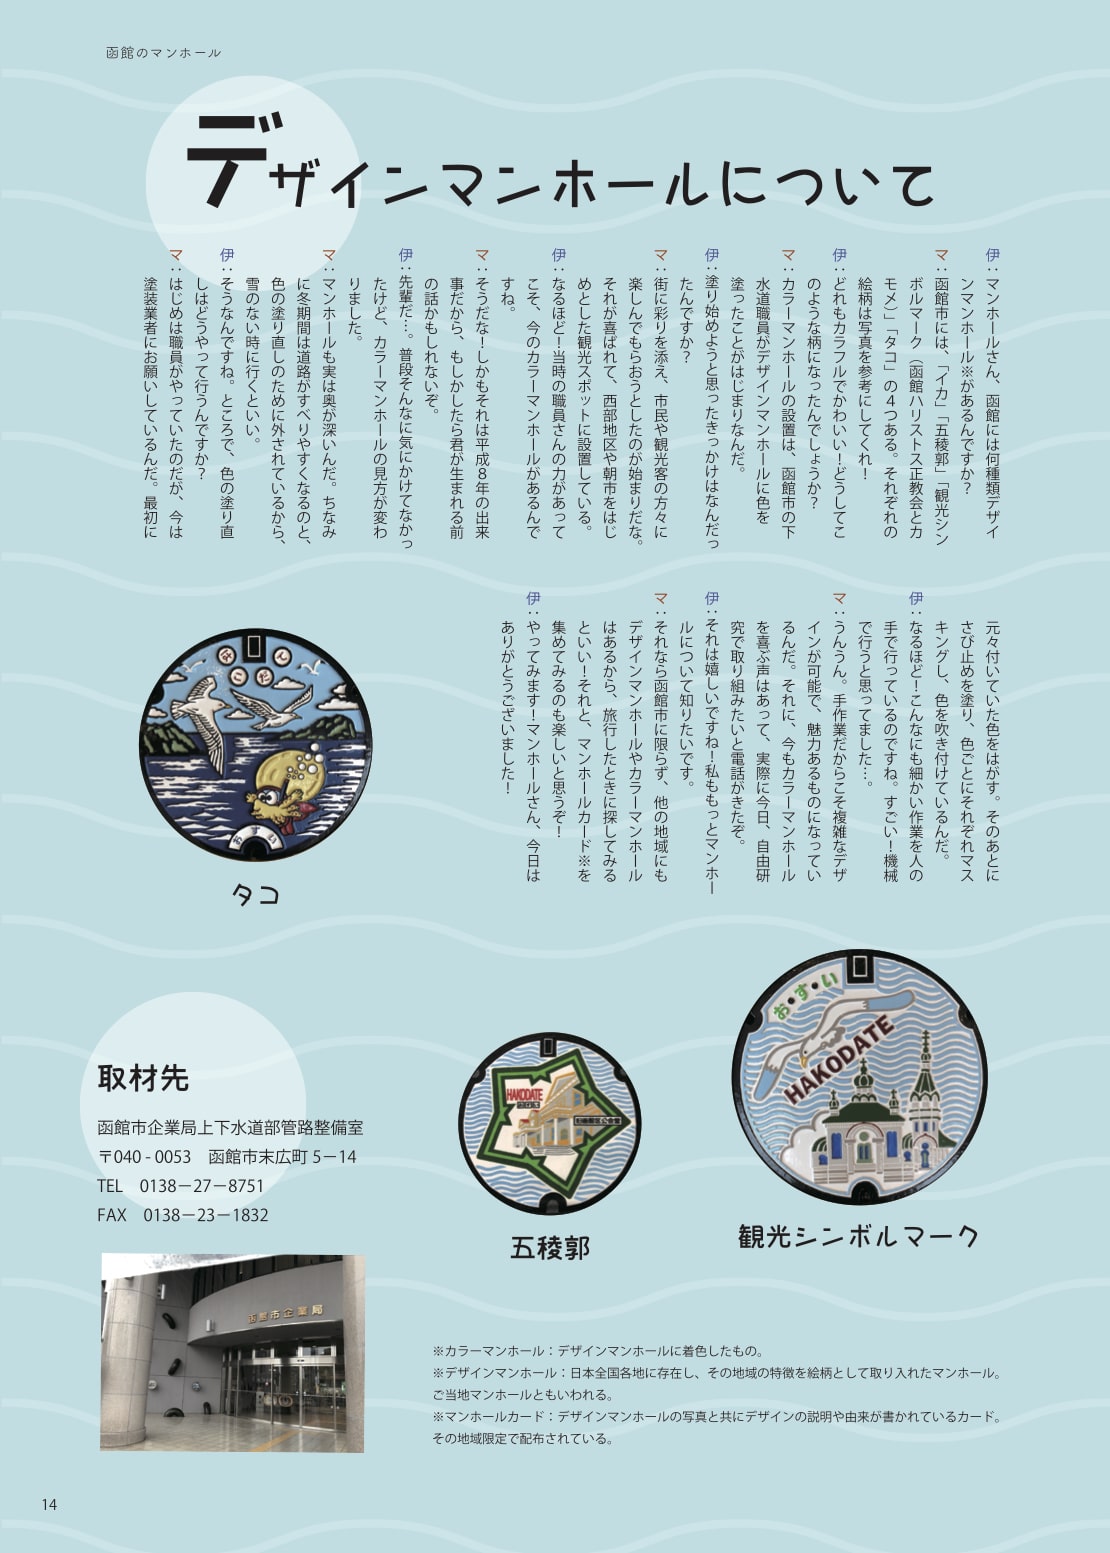 函館のマンホール
デザインマンホールについて
伊：マンホールさん、函館には何種類デザイ
ンマンホール※があるんですか？
マ：函館市には、「イカ」「五稜郭」「観光シン
ボルマーク（函館ハリストス正教会とカ
モメ）」「タコ」の４つある。それぞれの
絵柄は写真を参考にしてくれ！
伊：どれもカラフルでかわいい！どうしてこ
のような柄になったんでしょうか？
マ：カラーマンホールの設置は、函館市の下
水道職員がデザインマンホールに色を
塗ったことがはじまりなんだ。
伊：塗り始めようと思ったきっかけはなんだっ
たんですか？
マ：街に彩りを添え、市民や観光客の方々に
楽しんでもらおうとしたのが始まりだな。
それが喜ばれて、西部地区や朝市をはじ
めとした観光スポットに設置している。
伊：なるほど！当時の職員さんの力があって
こそ、今のカラーマンホールがあるんで
すね。
マ：そうだな！しかもそれは平成８年の出来
事だから、もしかしたら君が生まれる前
の話かもしれないぞ。
伊：先輩だ…。普段そんなに気にかけてなかっ
たけど、カラーマンホールの見方が変わ
りました。
マ：マンホールも実は奥が深いんだ。ちなみ
に冬期間は道路がすべりやすくなるのと、
色の塗り直しのために外されているから、
雪のない時に行くといい。
伊：そうなんですね。ところで、色の塗り直
しはどうやって行うんですか？
マ：はじめは職員がやっていたのだが、今は
塗装業者にお願いしているんだ。最初に
元々付いていた色をはがす。そのあとに
さび止めを塗り、色ごとにそれぞれマス
キングし、色を吹き付けているんだ。
伊：なるほど！こんなにも細かい作業を人の
手で行っているのですね。すごい！機械
で行うと思ってました…。
マ：うんうん。手作業だからこそ複雑なデザ
インが可能で、魅力あるものになってい
るんだ。それに、今もカラーマンホール
を喜ぶ声はあって、実際に今日、自由研
究で取り組みたいと電話がきたぞ。
伊：それは嬉しいですね！私ももっとマンホー
ルについて知りたいです。
マ：それなら函館市に限らず、他の地域にも
デザインマンホールやカラーマンホール
はあるから、旅行したときに探してみる
といい！それと、マンホールカード※を
集めてみるのも楽しいと思うぞ！
伊：やってみます！マンホールさん、今日は
ありがとうございました！
はこだて
おすい
タコ
お・す・い
HAKODATE
観光シンボルマーク
HAKODATE
五稜郭
取材先
函館市企業局上下水道部管路整備室
〒040 - 0053　函館市末広町 5－14
TEL　0138－27－8751
FAX　0138－23－1832
函館市企業局
※カラーマンホール：デザインマンホールに着色したもの。
※デザインマンホール：日本全国各地に存在し、その地域の特徴を絵柄として取り入れたマンホール。
ご当地マンホールともいわれる。
※マンホールカード：デザインマンホールの写真と共にデザインの説明や由来が書かれているカード。
その地域限定で配布されている。
14